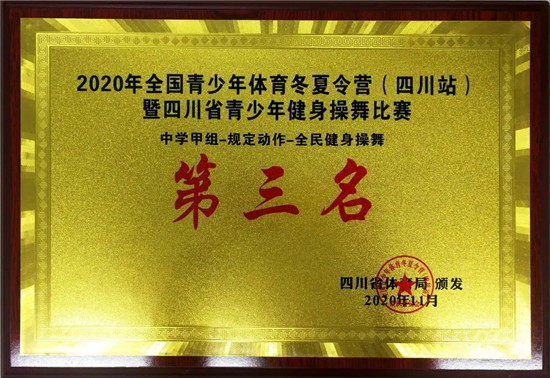 2020年全国青少年体育冬夏令营（四川站）
暨四川省青少年健身操舞比赛
中学甲组-规定动作-全民健身操舞
第三名
四川省体育局 颁发
2020年11月